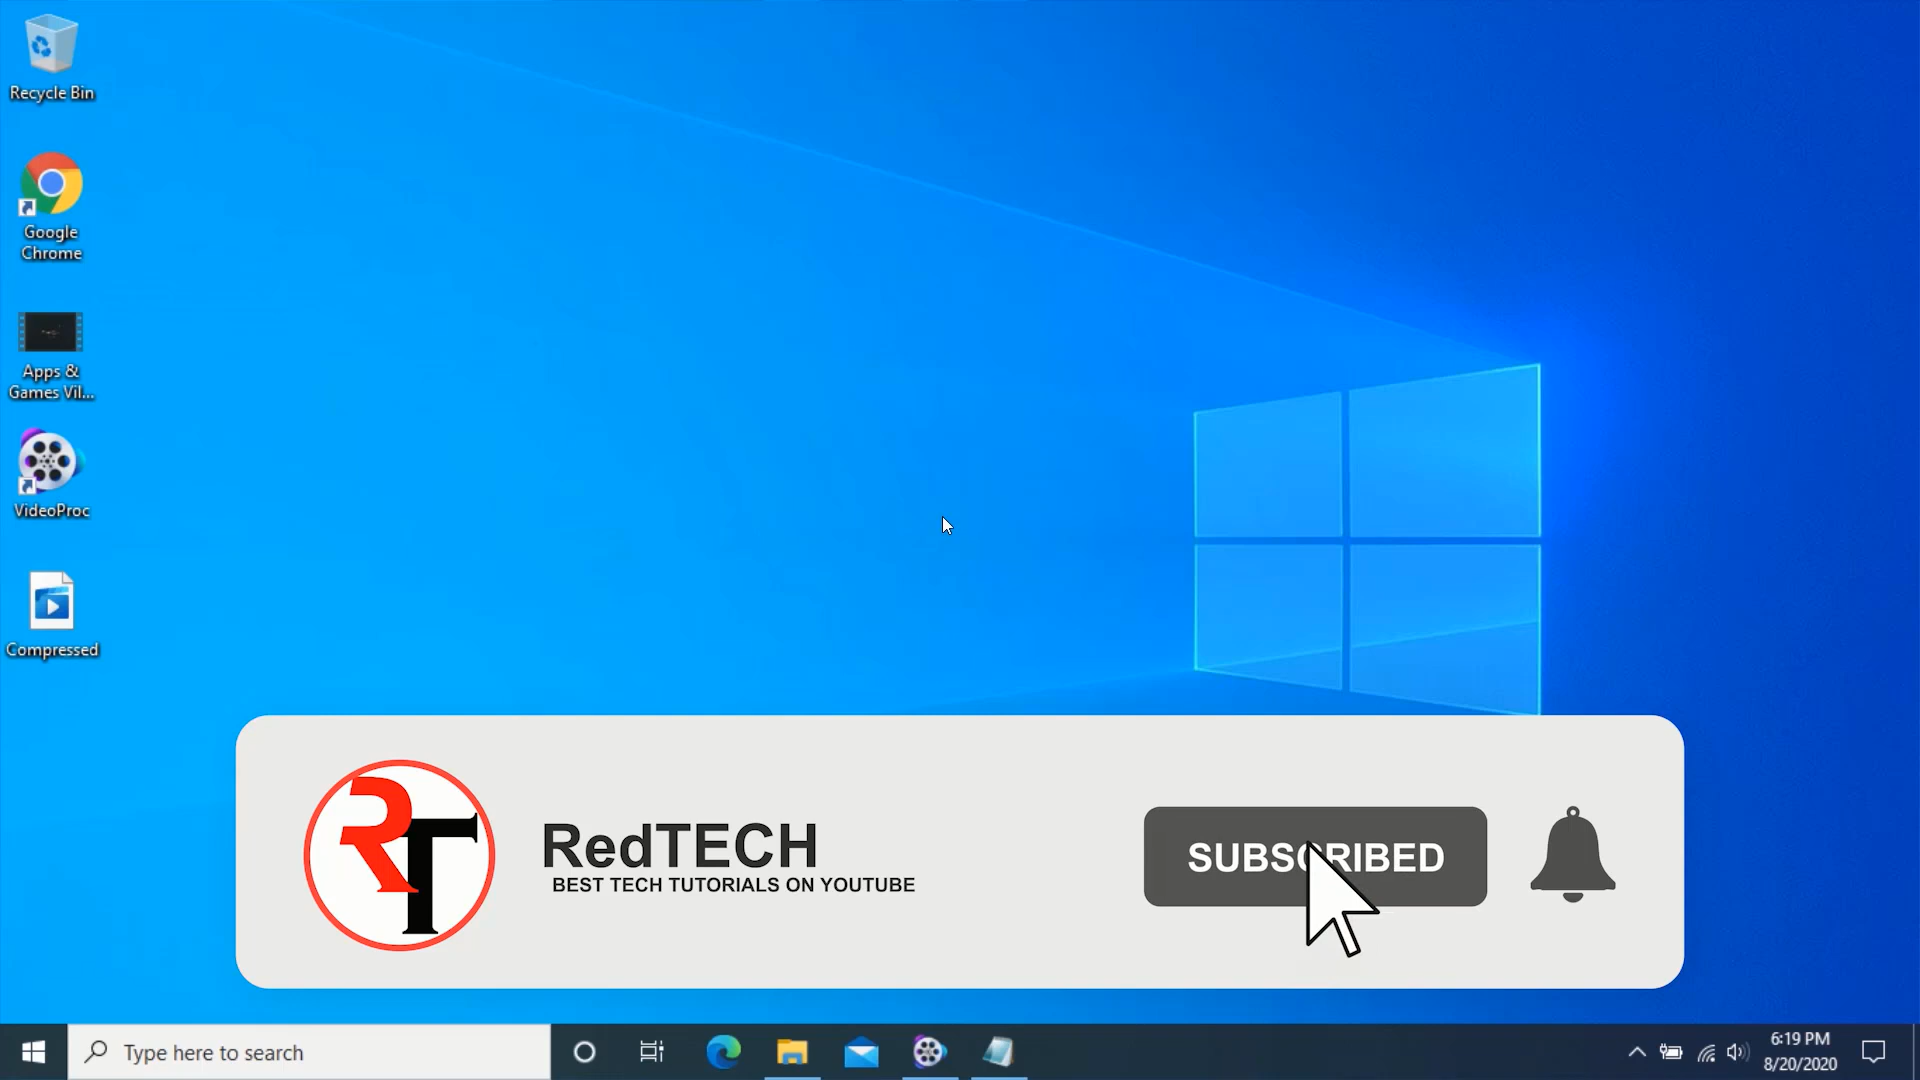 Recycle Bin
Google
Chrome
Apps &
Games Vil...
VideoProc
Compressed
RT
RedTECH
BEST TECH TUTORIALS ON YOUTUBE
SUBSCRIBED
Type here to search
6:19 PM
8/20/2020